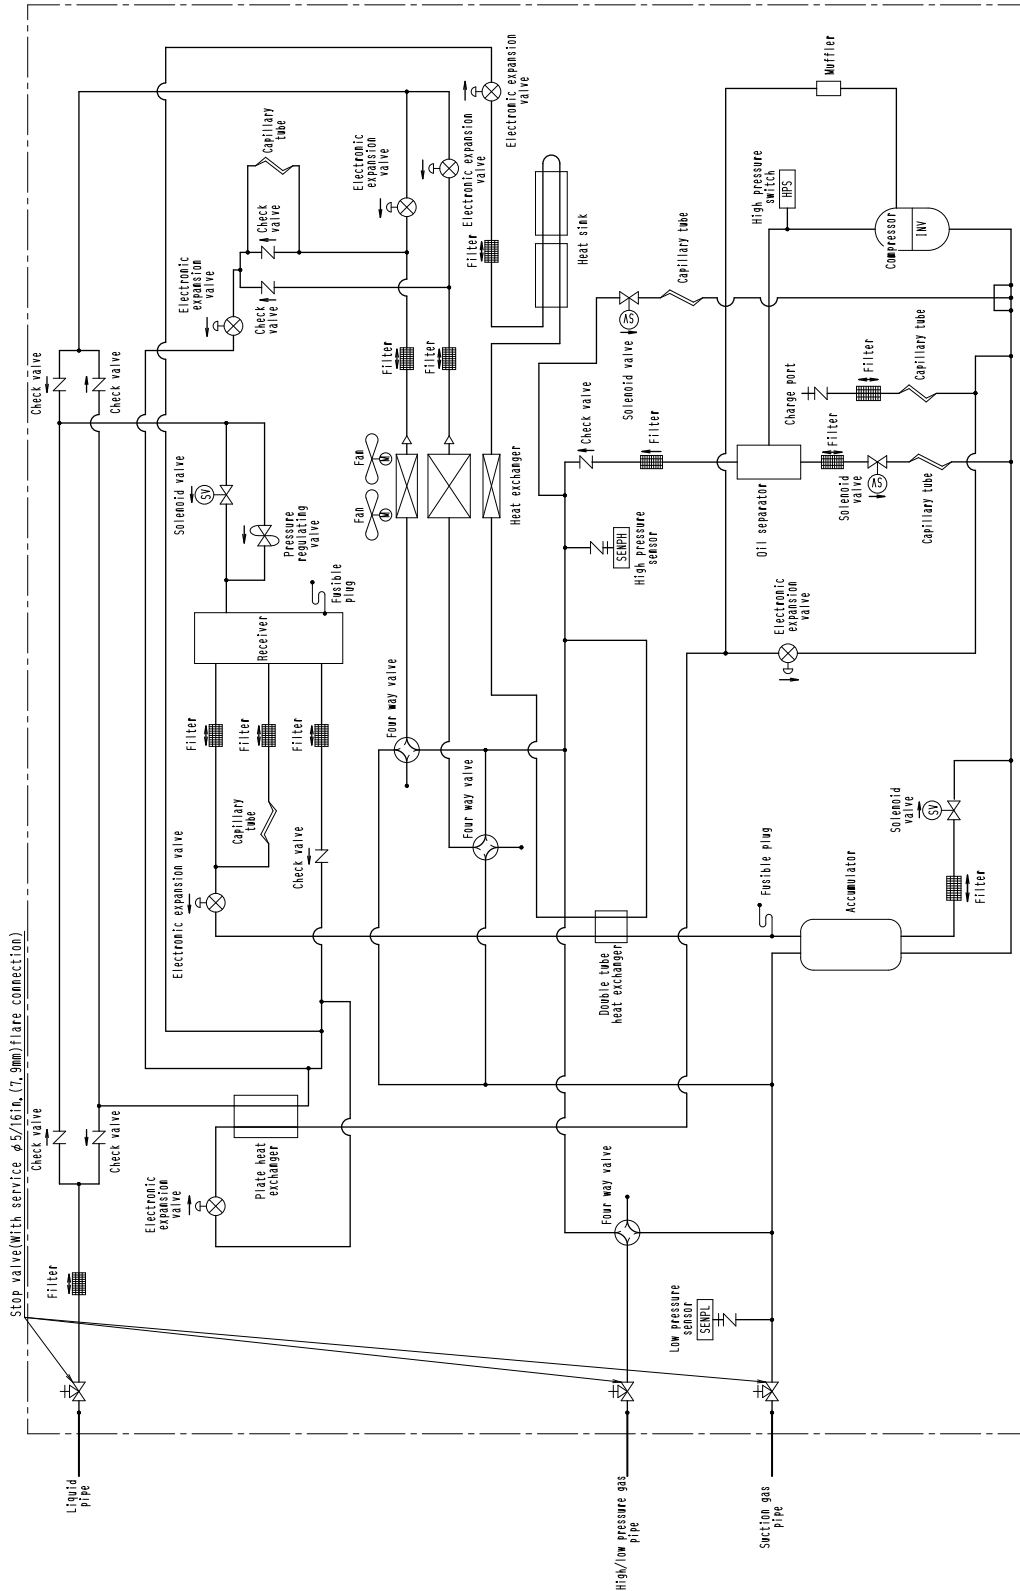 Stop valve(With service φ5/16in.(7.9mm)flare connection)
Liquid
pipe
Filter
Check valve
Check valve
Electronic
expansion
valve
Plate heat
exchanger
Electronic expansion valve
Capillary
tube
Check valve
Filter
Filter
Filter
Receiver
Fusible
plug
Pressure
regulating
valve
Solenoid valve
SV
Check valve
Check valve
Electronic
expansion
valve
Check
valve
Check
valve
Capillary
tube
Electronic
expansion
valve
Electronic expansion
valve
Electronic expansion
valve
Filter
Filter
Filter
Fan
M
Fan
M
Heat exchanger
Heat sink
Four way valve
Four way valve
High/low pressure gas
pipe
Four way valve
Double tube
heat exchanger
High pressure
sensor
SENPH
Check valve
Filter
Solenoid valve
SV
Capillary tube
Suction gas
pipe
Low pressure
sensor
SENPL
Fusible plug
Accumulator
Solenoid
valve
SV
Filter
Electronic
expansion
valve
Oil separator
Filter
Solenoid
valve
SV
Capillary tube
Charge port
Filter
Capillary tube
High pressure
switch
HPS
Compressor
INV
Muffler